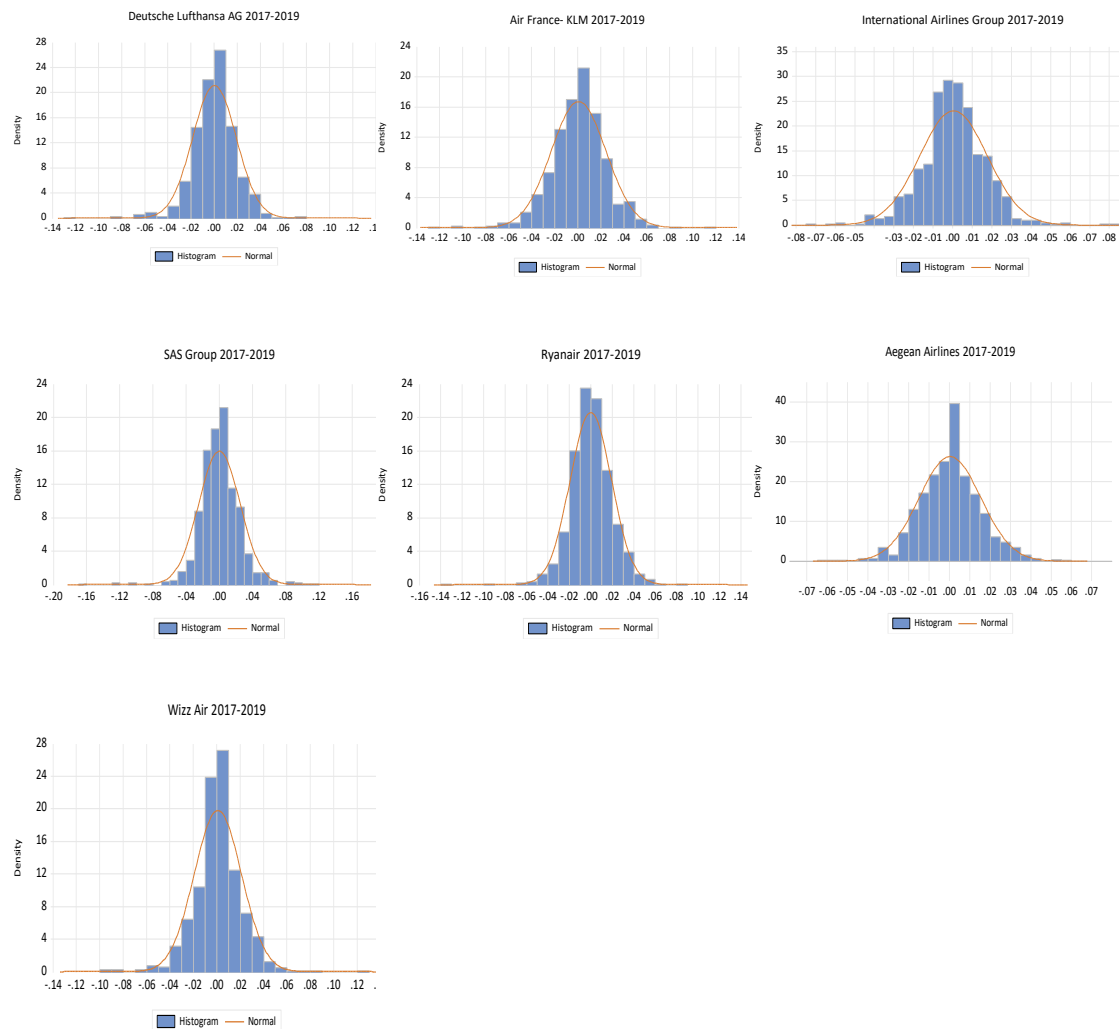 Deutsche Lufthansa AG 2017-2019
28
24
20
16
12
8
4
0
Density
-.14 -.12 -.10 -.08 -.06 -.04 -.02 .00 .02 .04 .06 .08 .10 .12 .1
Histogram Normal
Air France- KLM 2017-2019
24
20
16
12
8
4
0
Density
-.14 -.12 -.10 -.08 -.06 -.04 -.02 .00 .02 .04 .06 .08 .10 .12 .14
Histogram Normal
International Airlines Group 2017-2019
35
30
25
20
15
10
5
0
Density
-.08 -.07 -.06 -.05 -.03 -.02 -.01 .00 .01 .02 .03 .04 .05 .06 .07 .08
Histogram Normal
SAS Group 2017-2019
24
20
16
12
8
4
0
Density
-.20 -.16 -.12 -.08 -.04 .00 .04 .08 .12 .16
Histogram Normal
Ryanair 2017-2019
24
20
16
12
8
4
0
Density
-.16 -.14 -.12 -.10 -.08 -.06 -.04 -.02 .00 .02 .04 .06 .08 .10 .12 .14
Histogram Normal
Aegean Airlines 2017-2019
40
30
20
10
0
Density
-.07 -.06 -.05 -.04 -.03 -.02 -.01 .00 .01 .02 .03 .04 .05 .06 .07
Histogram Normal
Wizz Air 2017-2019
28
24
20
16
12
8
4
0
Density
-.14 -.12 -.10 -.08 -.06 -.04 -.02 .00 .02 .04 .06 .08 .10 .12 .
Histogram Normal